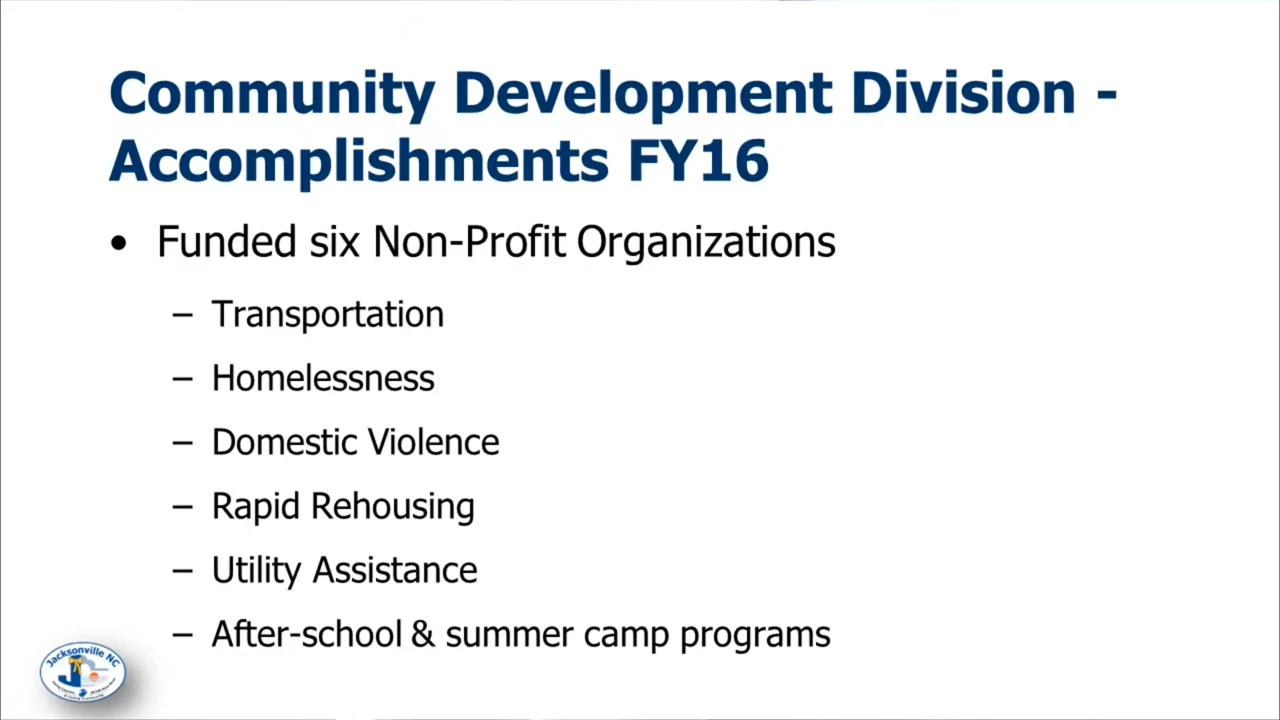 Community Development Division -
Accomplishments FY16
• Funded six Non-Profit Organizations
– Transportation
– Homelessness
– Domestic Violence
– Rapid Rehousing
– Utility Assistance
– After-school & summer camp programs
Jacksonville NC